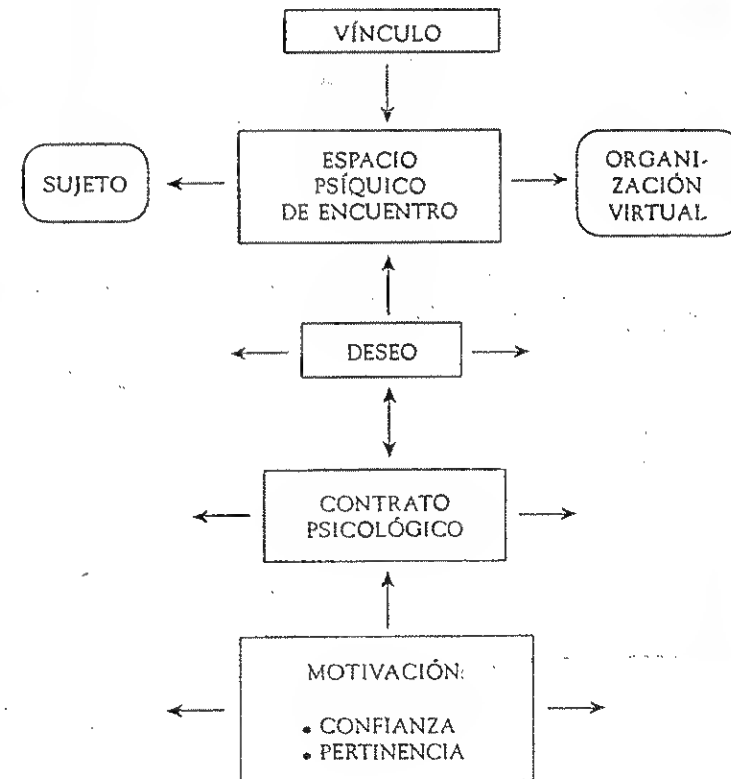 VÍNCULO
SUJETO
ESPACIO
PSÍQUICO
DE ENCUENTRO
ORGANI-
ZACIÓN
VIRTUAL
DESEO
CONTRATO
PSICOLÓGICO
MOTIVACIÓN:
• CONFIANZA
• PERTINENCIA